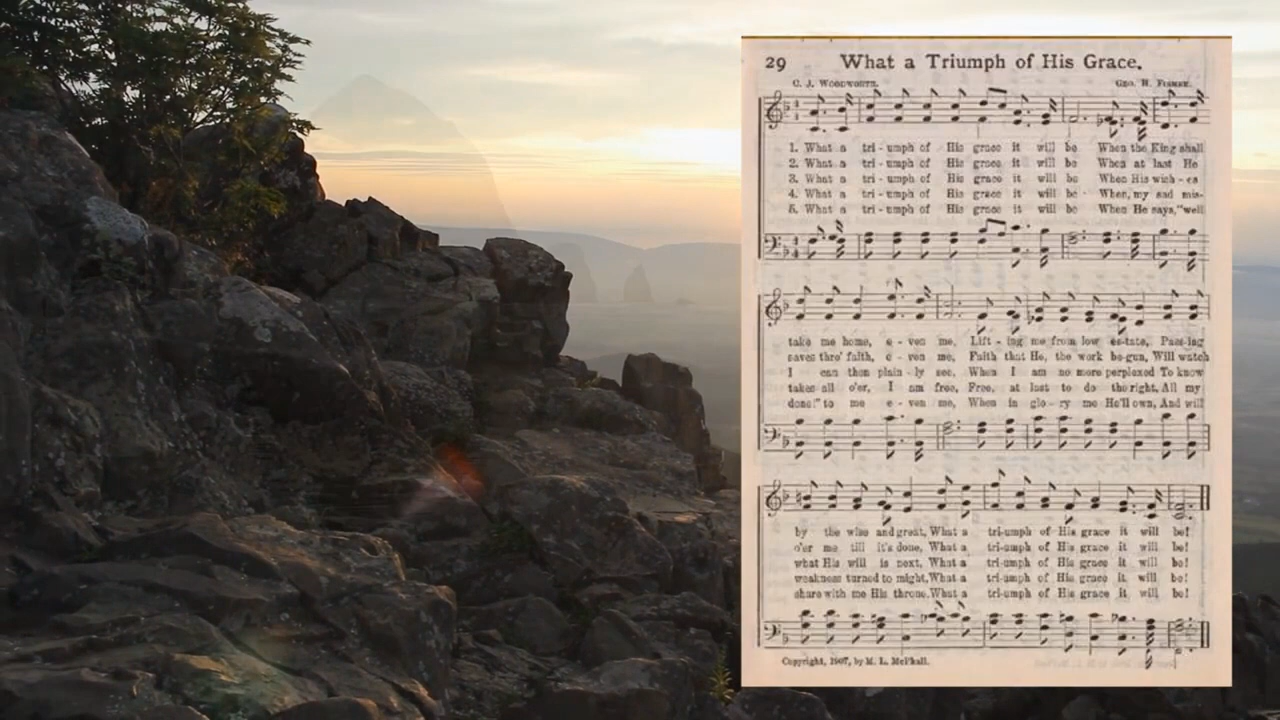 29 What a Triumph of His Grace.
C. J. Woodworth. Geo. H. Fisher.
1. What a tri - umph of His grace it will be When the King shall
2. What a tri - umph of His grace it will be When at last He
3. What a tri - umph of His grace it will be When His wish - es
4. What a tri - umph of His grace it will be When, my sad mis-
5. What a tri - umph of His grace it will be When He says, "well
take me home, e - ven me, Lift - ing me from low es-tate, Pass-ing
saves thro' faith, e - ven me, Faith that He, the work be-gun, Will watch
I can then plain - ly see, When I am no more perplexed To know
takes all o'er, I am free, Free, at last to do the right, All my
done!" to me e - ven me, When in glo - ry me He'll own, And will
by the wise and great, What a tri-umph of His grace it will be!
o'er me till it's done, What a tri-umph of His grace it will be!
what His will is next, What a tri-umph of His grace it will be!
weakness turned to might, What a tri-umph of His grace it will be!
share with me His throne, What a tri-umph of His grace it will be!
Copyright, 1907, by M. L. McPhail.